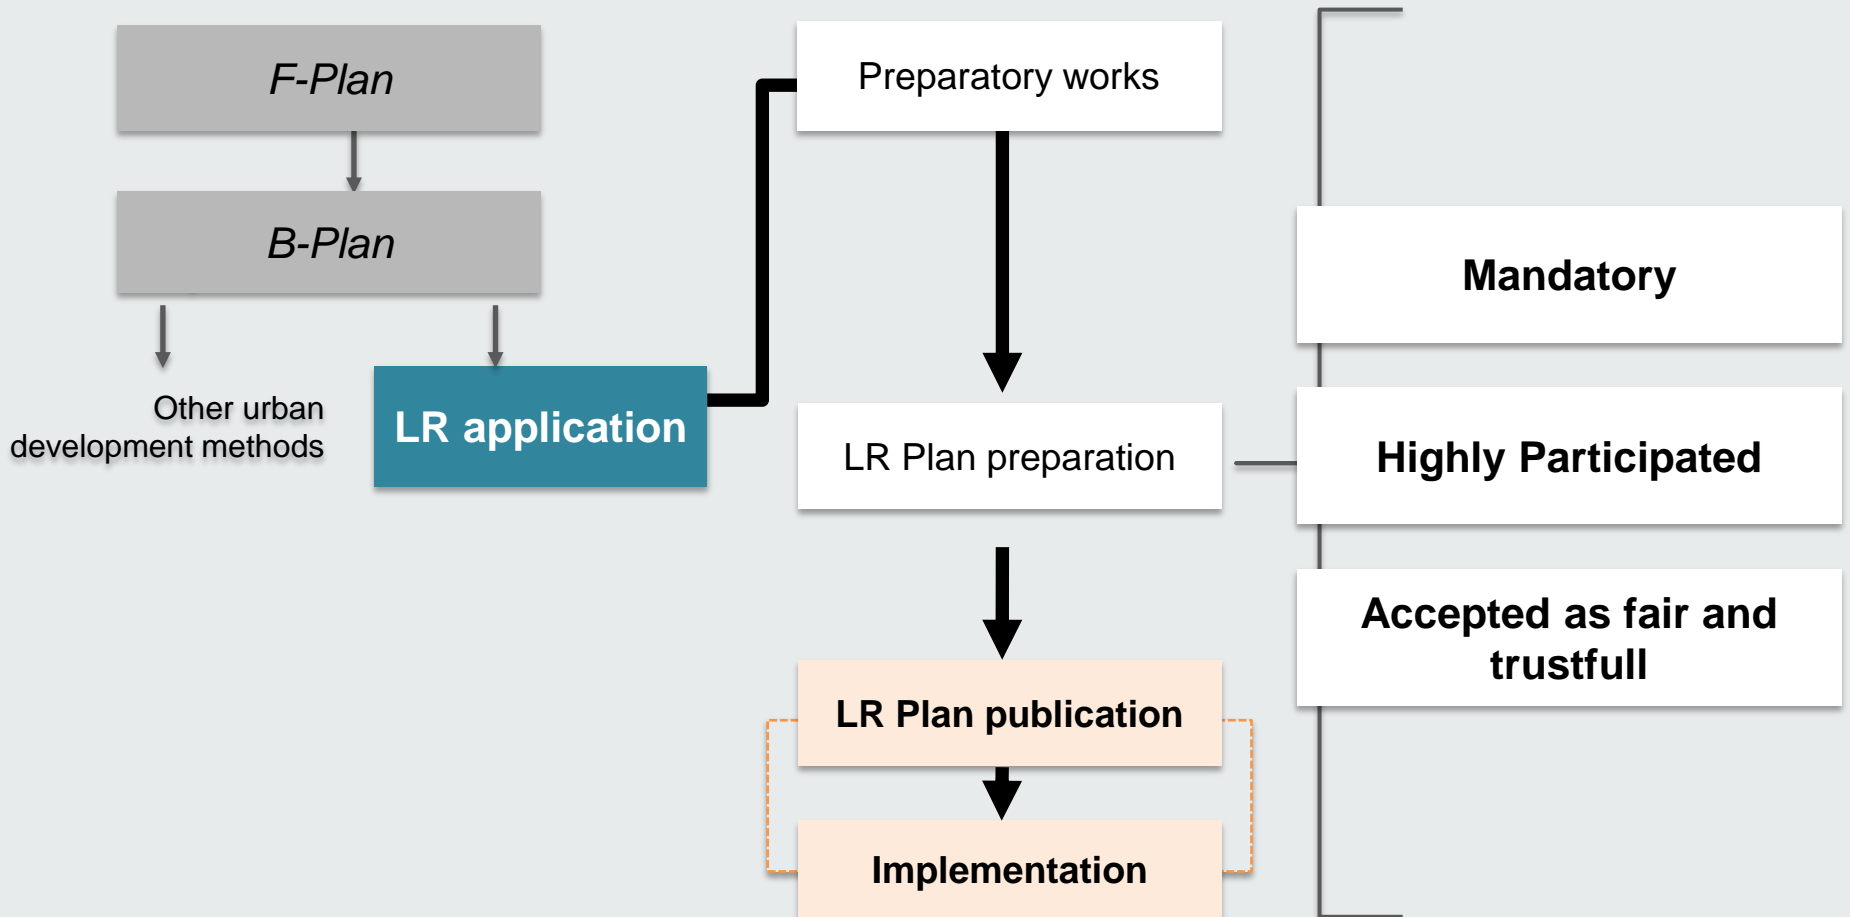 F-Plan
B-Plan
Other urban
development methods
LR application
Preparatory works
LR Plan preparation
LR Plan publication
Implementation
Mandatory
Highly Participated
Accepted as fair and
trustfull